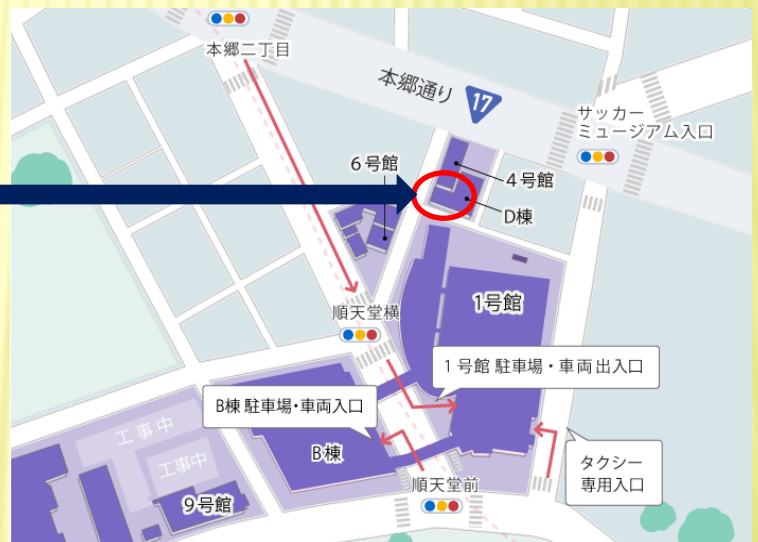 本郷二丁目
本郷通り
17
サッカー
ミュージアム入口
6号館
4号館
D棟
1号館
順天堂横
1号館 駐車場・車両出入口
B棟 駐車場・車両入口
工事中
工事中
B棟
9号館
順天堂前
タクシー
専用入口